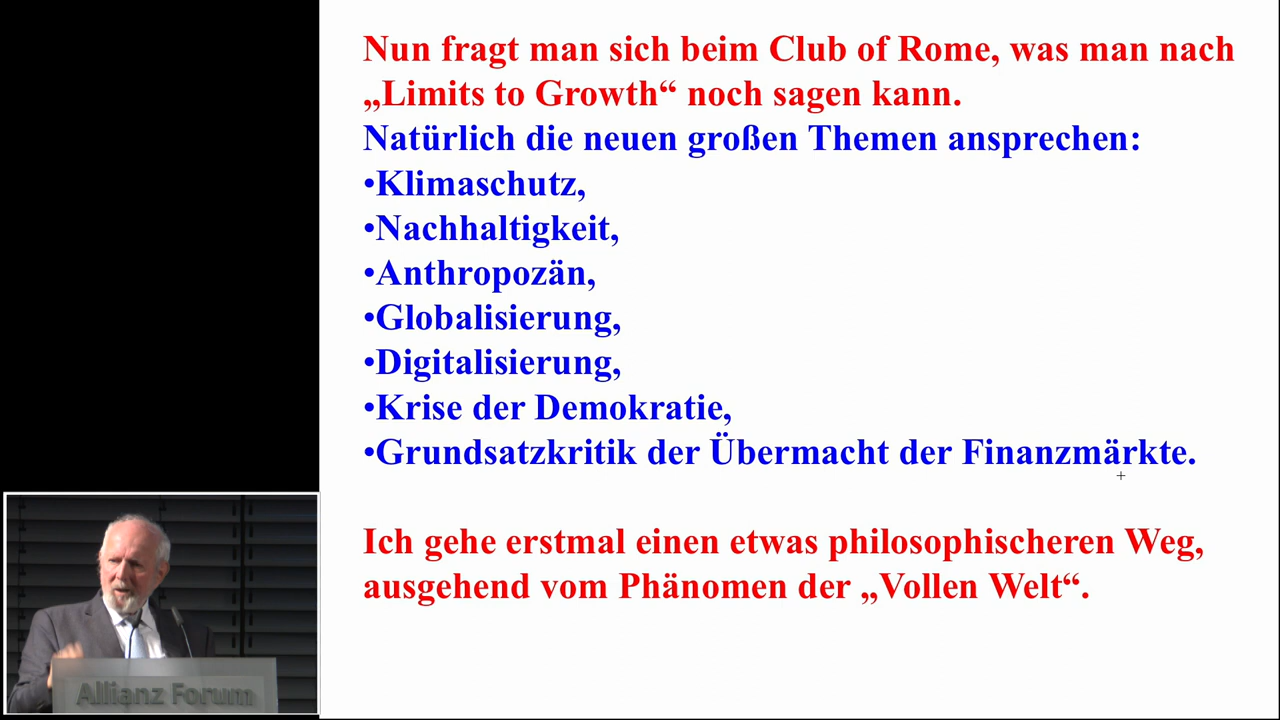 Nun fragt man sich beim Club of Rome, was man nach
„Limits to Growth“ noch sagen kann.
Natürlich die neuen großen Themen ansprechen:
•Klimaschutz,
•Nachhaltigkeit,
•Anthropozän,
•Globalisierung,
•Digitalisierung,
•Krise der Demokratie,
•Grundsatzkritik der Übermacht der Finanzmärkte.
Ich gehe erstmal einen etwas philosophischeren Weg,
ausgehend vom Phänomen der „Vollen Welt“.
Allianz Forum